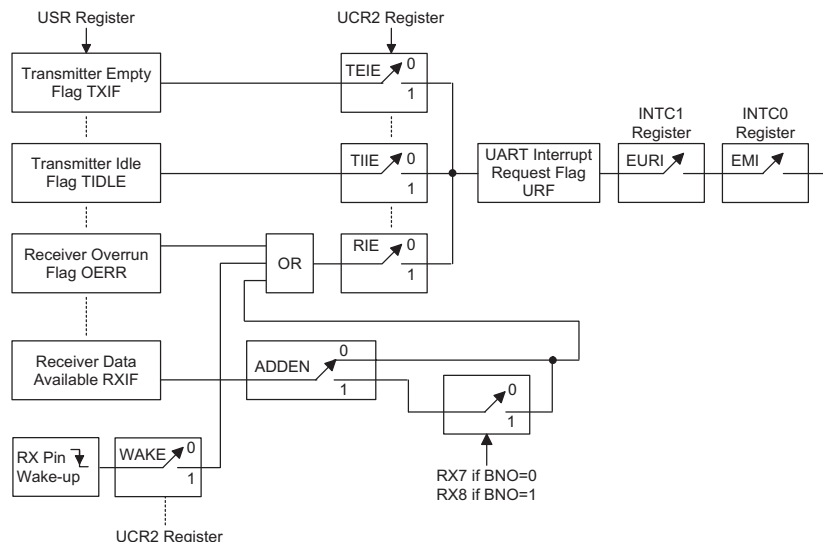 USR Register
UCR2 Register
Transmitter Empty
Flag TXIF
TEIE
0
1
INTC1
Register
INTC0
Register
Transmitter Idle
Flag TIDLE
TIIE
0
1
UART Interrupt
Request Flag
URF
EURI
EMI
Receiver Overrun
Flag OERR
OR
RIE
0
1
Receiver Data
Available RXIF
ADDEN
0
1
0
1
RX Pin
Wake-up
WAKE
0
1
RX7 if BNO=0
RX8 if BNO=1
UCR2 Register